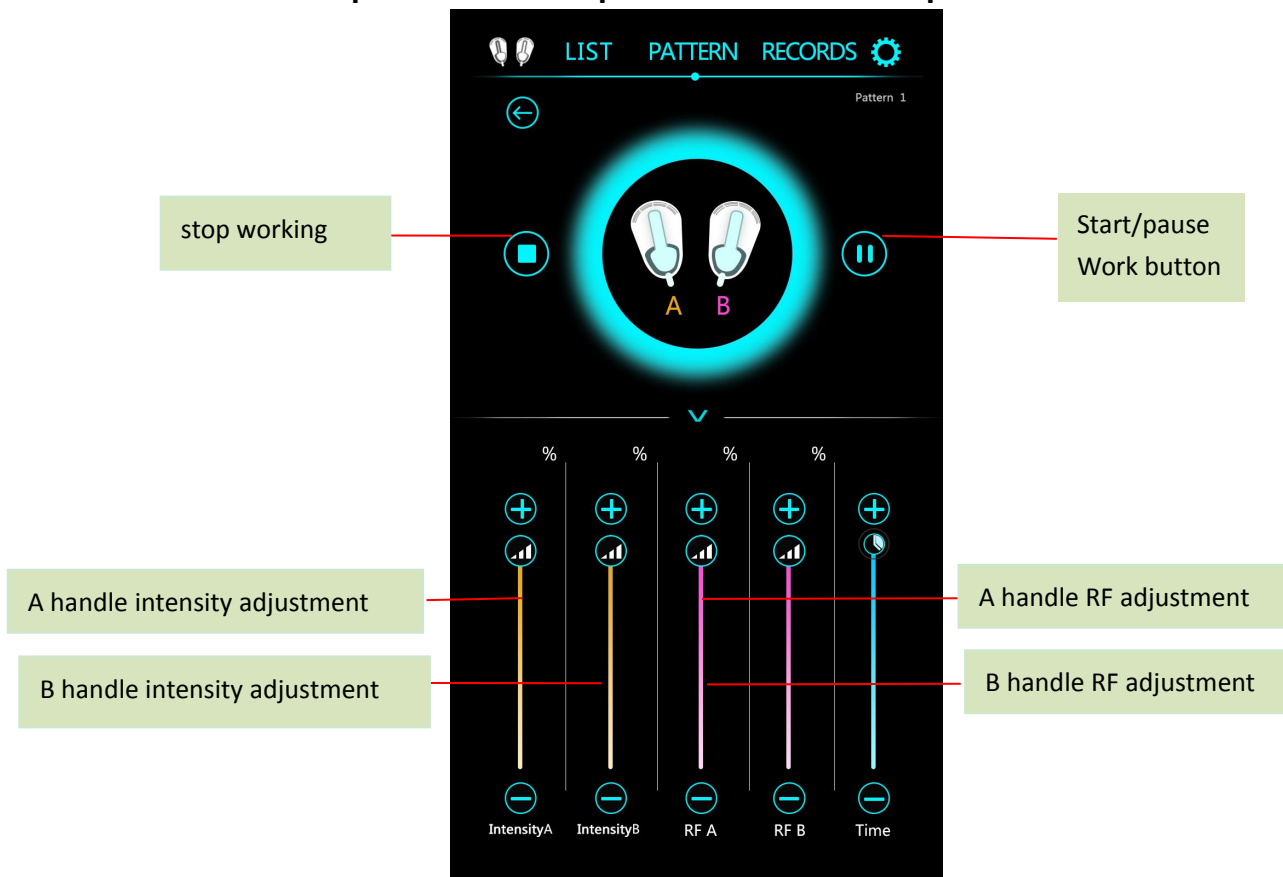 LIST PATTERN RECORDS
Pattern 1
stop working
Start/pause
Work button
A B
% % % %
A handle intensity adjustment
A handle RF adjustment
B handle intensity adjustment
B handle RF adjustment
IntensityA IntensityB RF A RF B Time